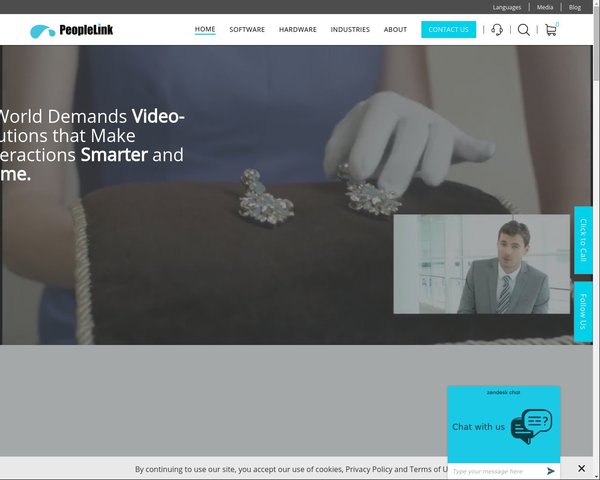 Languages
Media
Blog
PeopleLink
HOME
SOFTWARE
HARDWARE
INDUSTRIES
ABOUT
CONTACT US
0
World Demands Video-
utions that Make
eractions Smarter and
me.
Click to Call
Follow Us
zendesk chat
Chat with us
Type your message here
By continuing to use our site, you accept our use of cookies, Privacy Policy and Terms of U